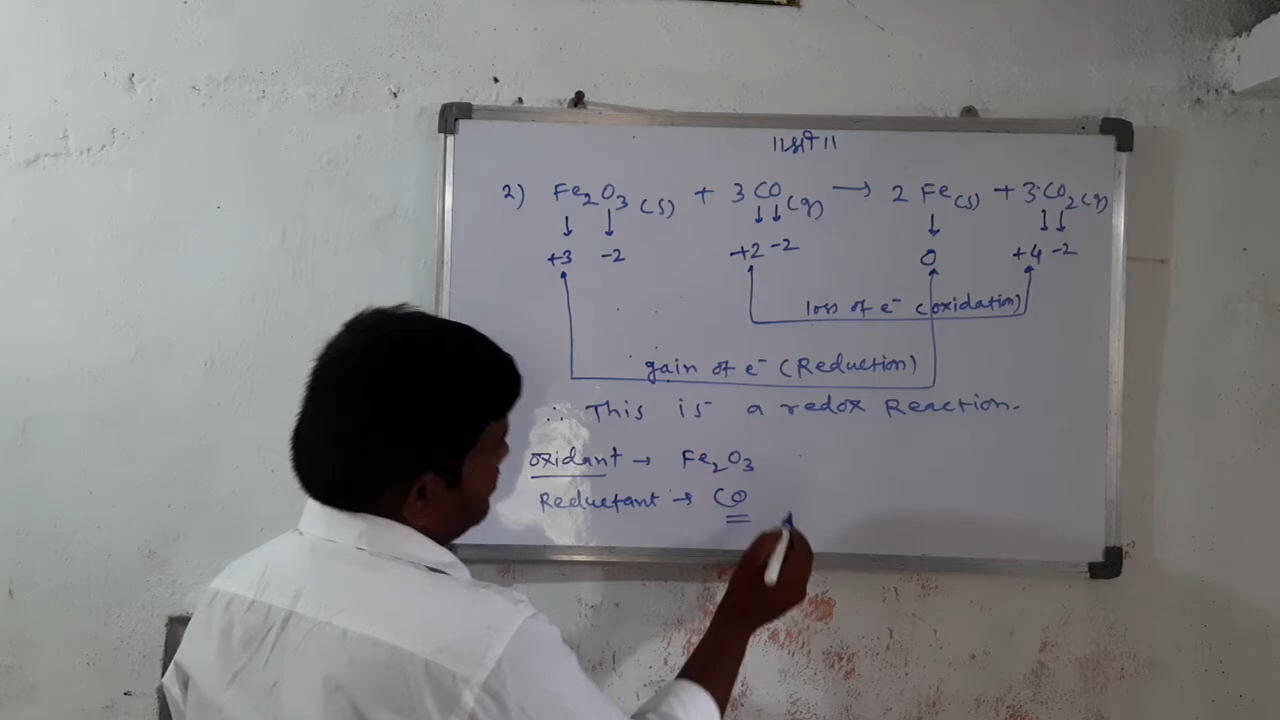 ॥श्री॥
2) Fe₂O₃(s) + 3CO(g) → 2 Fe(s) + 3CO₂(g)
↓ ↓ ↓↓ ↓ ↓↓
+3 -2 +2 -2 0 +4 -2
loss of e⁻ (oxidation)
gain of e⁻ (Reduction)
∴ This is a redox Reaction.
oxidant → Fe₂O₃
Reductant → CO